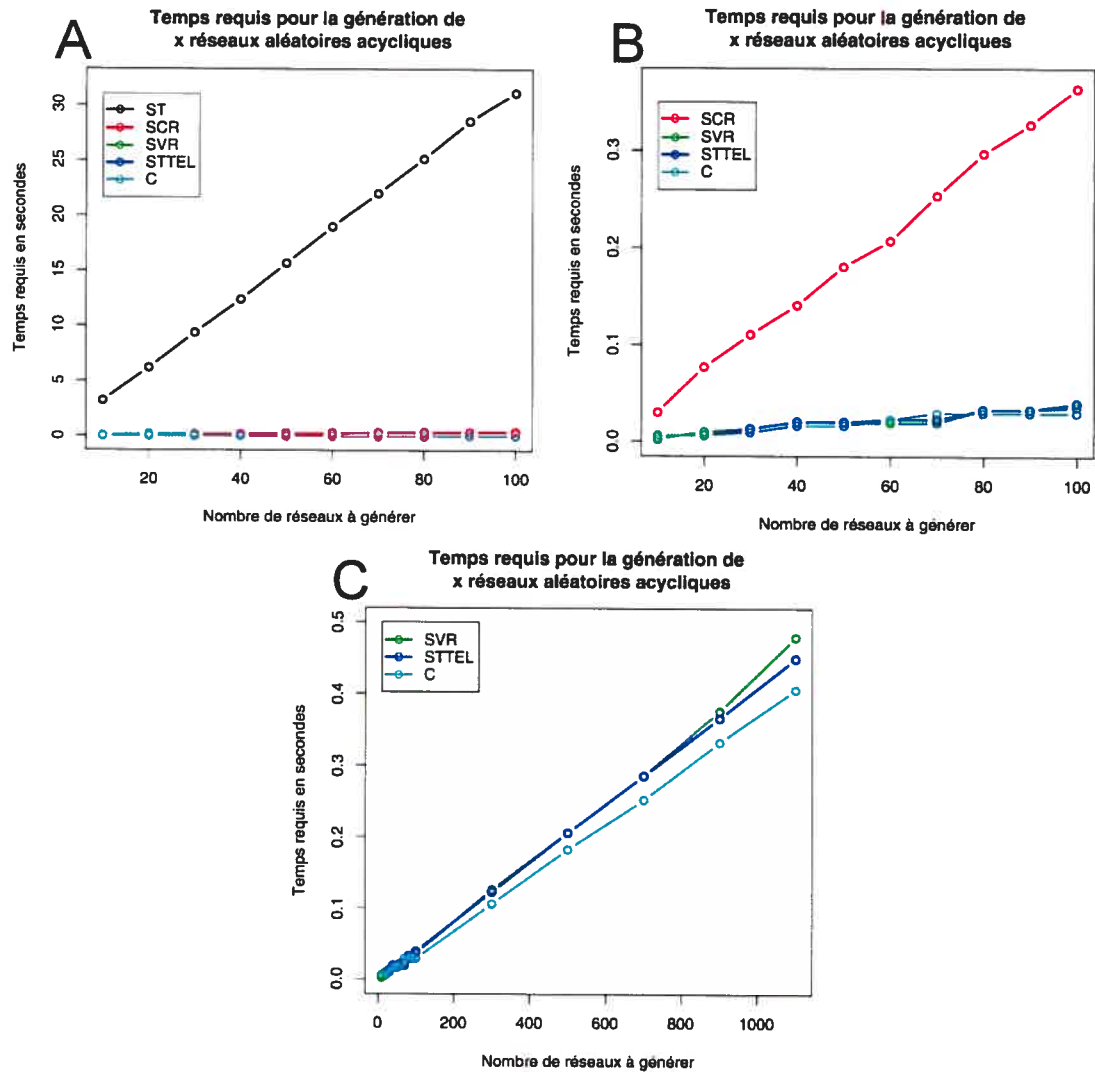 A
Temps requis pour la génération de
x réseaux aléatoires acycliques
ST
SCR
SVR
STTEL
C
Temps requis en secondes
0
5
10
15
20
25
30
20
40
60
80
100
Nombre de réseaux à générer
B
Temps requis pour la génération de
x réseaux aléatoires acycliques
SCR
SVR
STTEL
C
Temps requis en secondes
0.0
0.1
0.2
0.3
20
40
60
80
100
Nombre de réseaux à générer
C
Temps requis pour la génération de
x réseaux aléatoires acycliques
SVR
STTEL
C
Temps requis en secondes
0.0
0.1
0.2
0.3
0.4
0.5
0
200
400
600
800
1000
Nombre de réseaux à générer